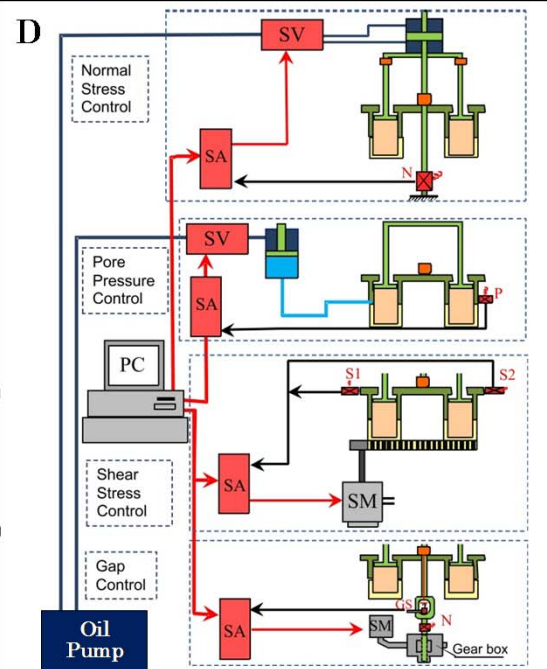 D
SV
Normal
Stress
Control
SA
N
SV
Pore
Pressure
Control
SA
P
PC
S1
S2
Shear
Stress
Control
SA
SM
Gap
Control
GS
SM
N
SA
Gear box
Oil
Pump